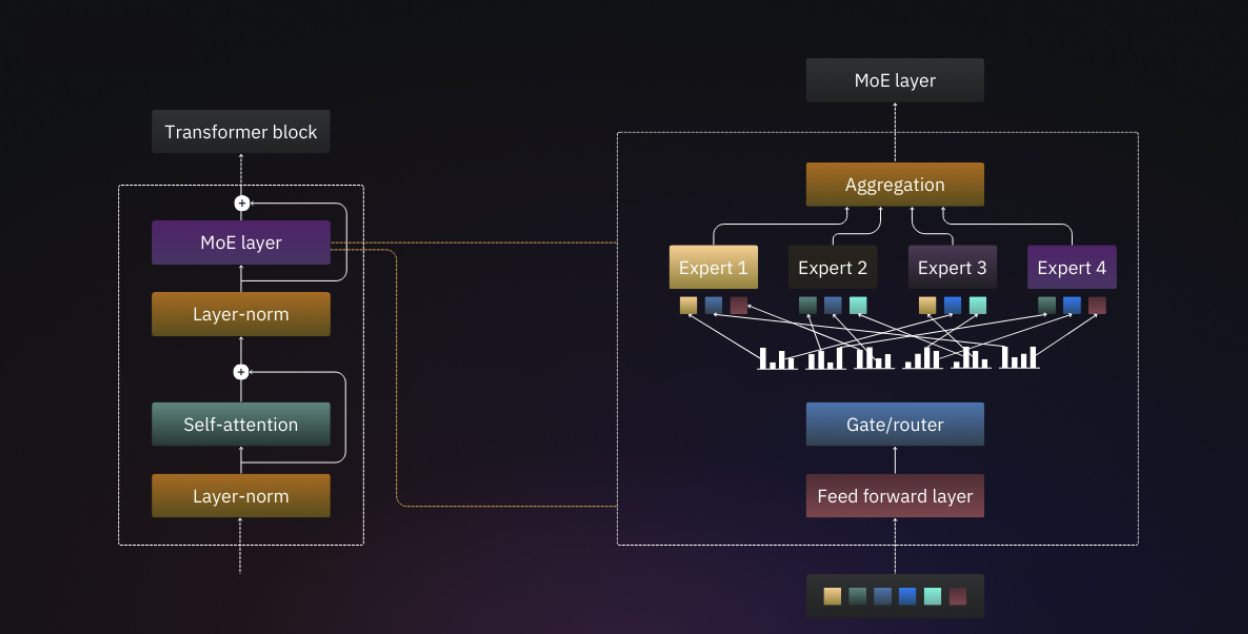 Transformer block
MoE layer
Layer-norm
Self-attention
Layer-norm
MoE layer
Aggregation
Expert 1
Expert 2
Expert 3
Expert 4
Gate/router
Feed forward layer